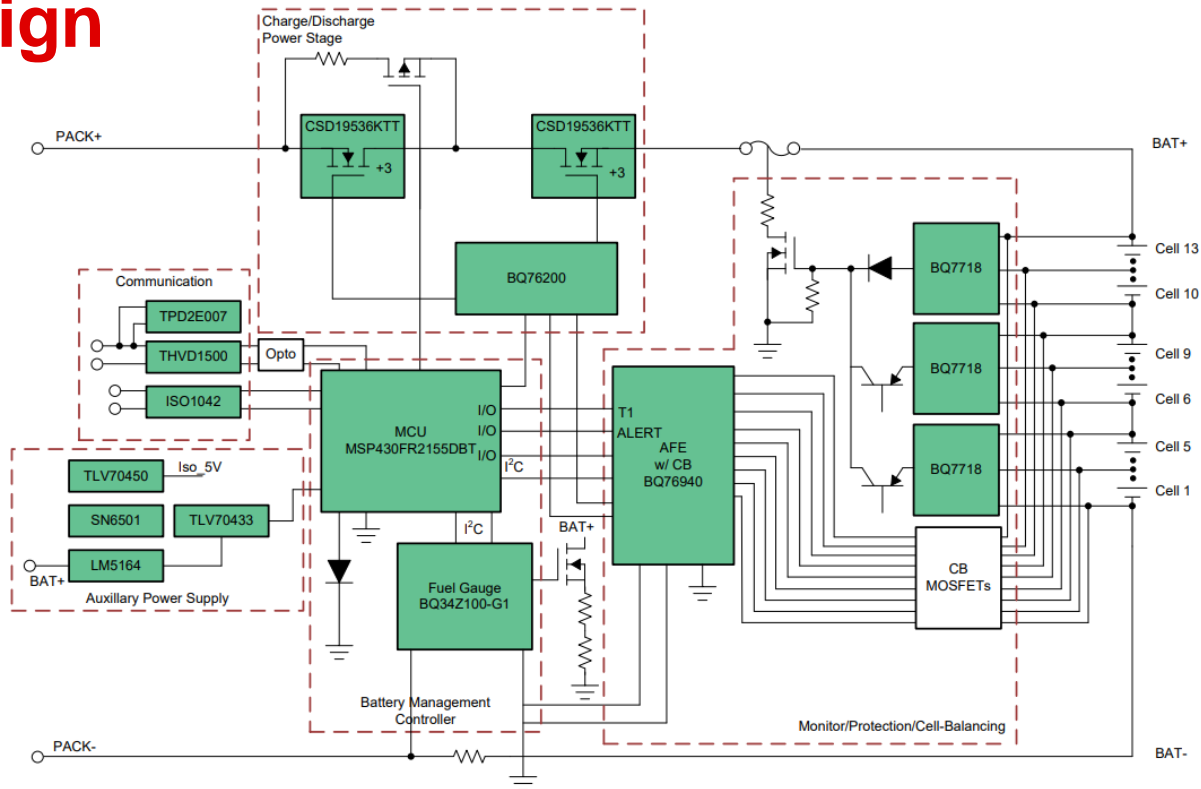 ign
Charge/Discharge
Power Stage
PACK+
CSD19536KTT
+3
CSD19536KTT
+3
BAT+
BQ76200
Communication
TPD2E007
THVD1500
Opto
ISO1042
BQ7718
Cell 13
Cell 10
BQ7718
Cell 9
Cell 6
BQ7718
Cell 5
Cell 1
MCU
MSP430FR2155DBT
I/O
I/O
I/O
I²C
I²C
T1
ALERT
AFE
w/ CB
BQ76940
TLV70450
Iso_5V
SN6501
TLV70433
LM5164
BAT+
Auxillary Power Supply
BAT+
Fuel Gauge
BQ34Z100-G1
CB
MOSFETs
Battery Management
Controller
Monitor/Protection/Cell-Balancing
PACK-
BAT-